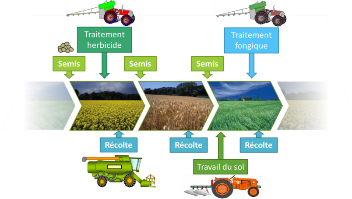 Traitement
herbicide
Traitement
fongique
Semis
Semis
Semis
Récolte
Récolte
Récolte
Travail du sol